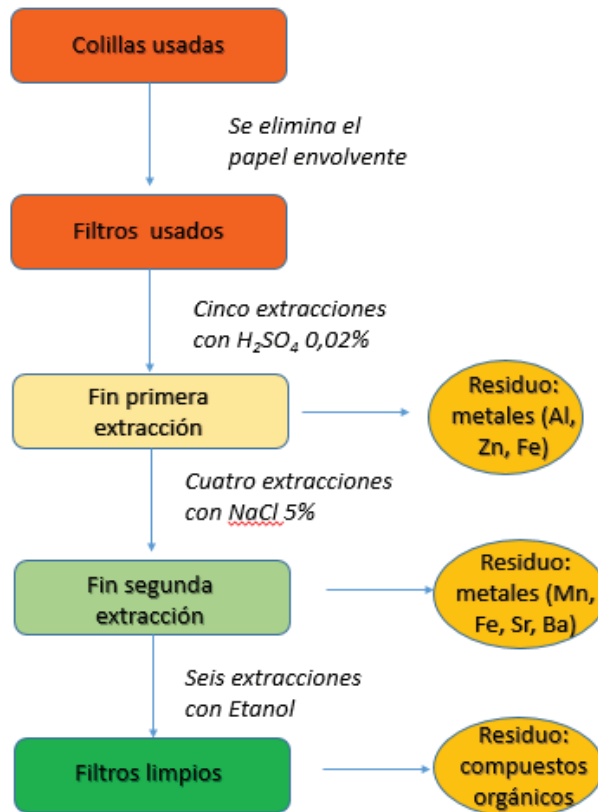 Colillas usadas
Se elimina el
papel envolvente
Filtros  usados
Cinco extracciones
con H₂SO₄ 0,02%
Fin primera
extracción
Residuo:
metales (Al,
Zn, Fe)
Cuatro extracciones
con NaCl 5%
Fin segunda
extracción
Residuo:
metales (Mn,
Fe, Sr, Ba)
Seis extracciones
con Etanol
Filtros limpios
Residuo:
compuestos
orgánicos